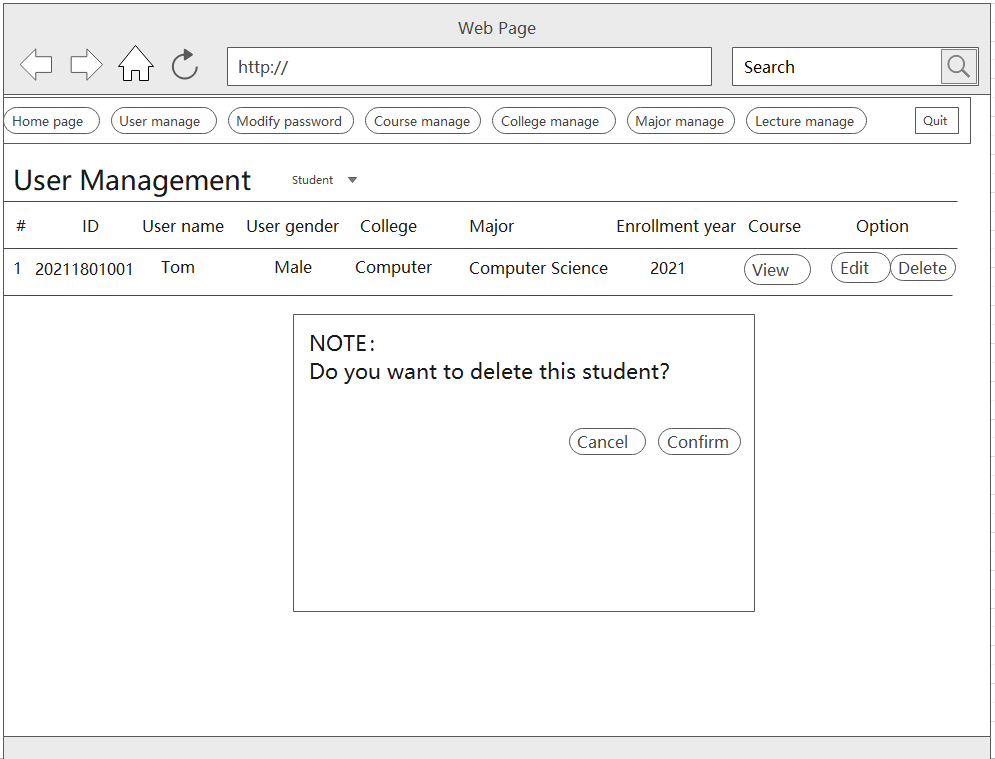 Web Page
http://
Search
Home page User manage Modify password Course manage College manage Major manage Lecture manage Quit
User Management Student
# ID User name User gender College Major Enrollment year Course Option
1 20211801001 Tom Male Computer Computer Science 2021 View Edit Delete
NOTE:
Do you want to delete this student?
Cancel Confirm